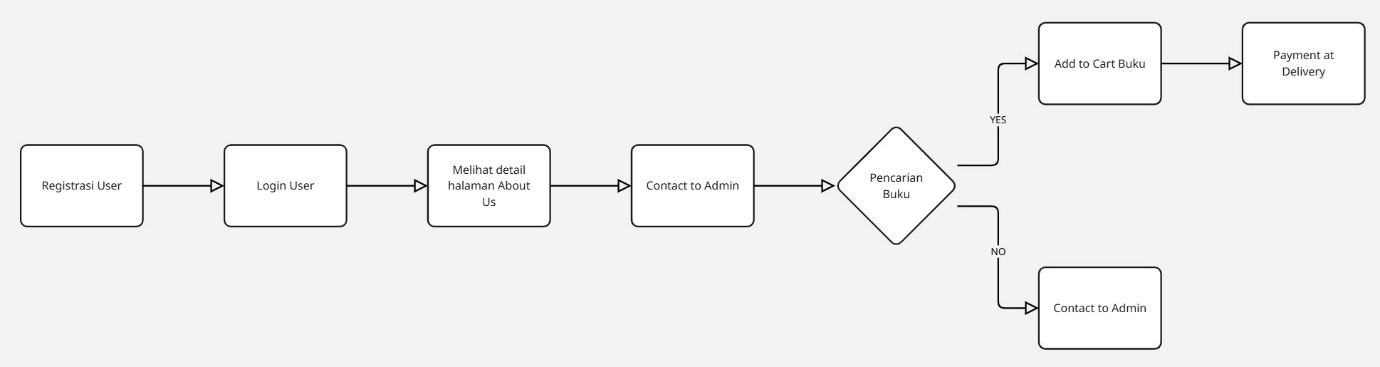 Registrasi User
Login User
Melihat detail
halaman About
Us
Contact to Admin
Pencarian
Buku
YES
Add to Cart Buku
Payment at
Delivery
NO
Contact to Admin